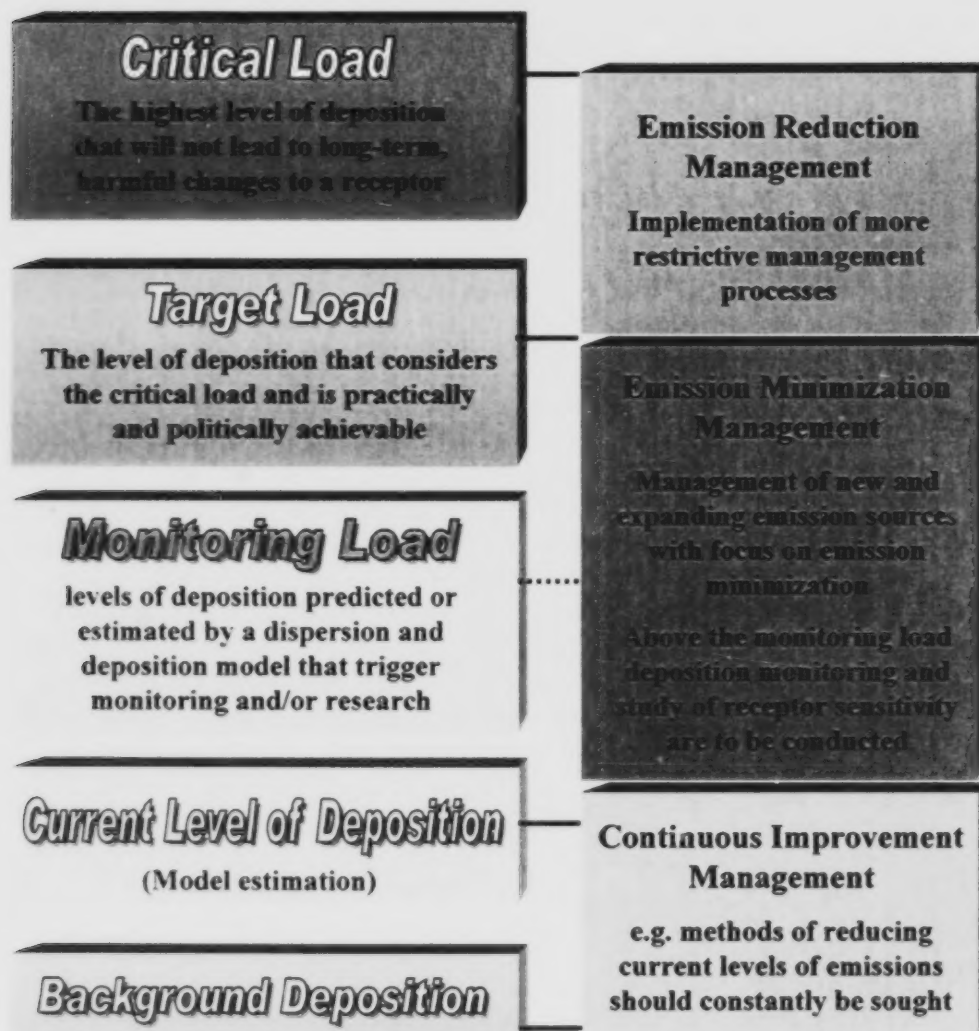 Critical Load
The highest level of deposition
that will not lead to long-term,
harmful changes to a receptor
Emission Reduction
Management
Implementation of more
restrictive management
processes
Target Load
The level of deposition that considers
the critical load and is practically
and politically achievable
Emission Minimization
Management
Management of new and
expanding emission sources
with focus on emission
minimization
Above the monitoring load
deposition monitoring and
study of receptor sensitivity
are to be conducted
Monitoring Load
levels of deposition predicted or
estimated by a dispersion and
deposition model that trigger
monitoring and/or research
Current Level of Deposition
(Model estimation)
Continuous Improvement
Management
e.g. methods of reducing
current levels of emissions
should constantly be sought
Background Deposition